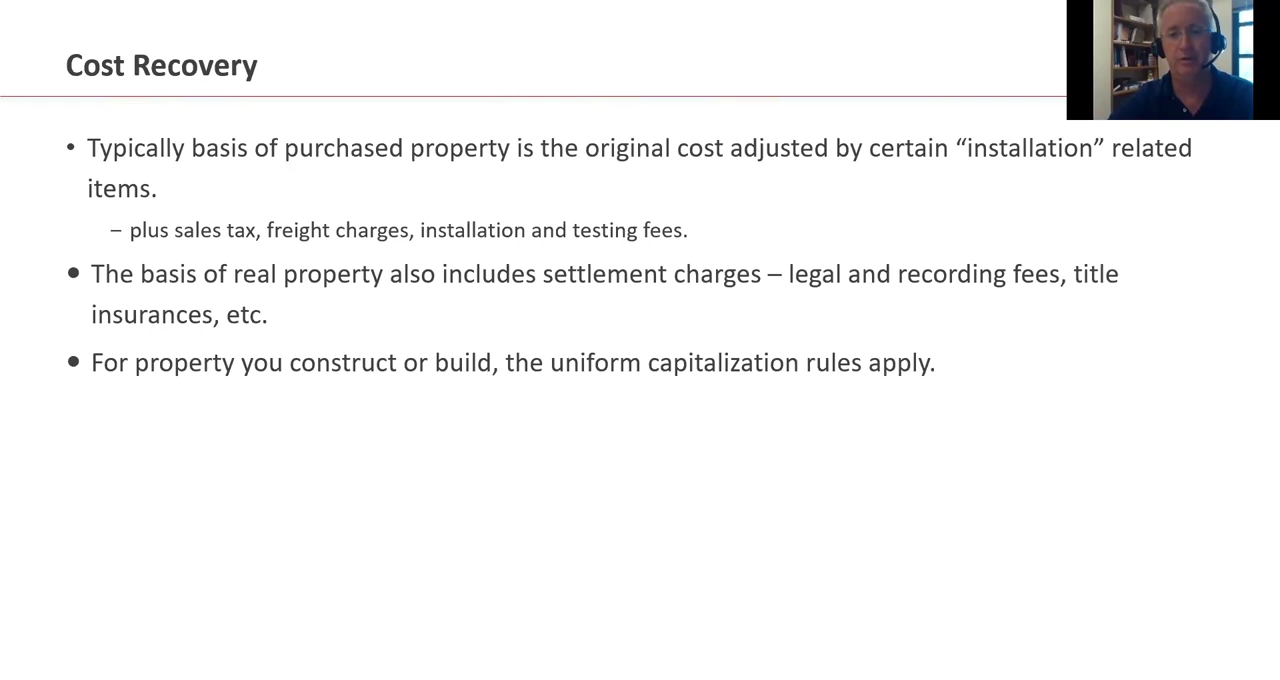 Cost Recovery
• Typically basis of purchased property is the original cost adjusted by certain “installation” related
items.
– plus sales tax, freight charges, installation and testing fees.
• The basis of real property also includes settlement charges – legal and recording fees, title
insurances, etc.
• For property you construct or build, the uniform capitalization rules apply.